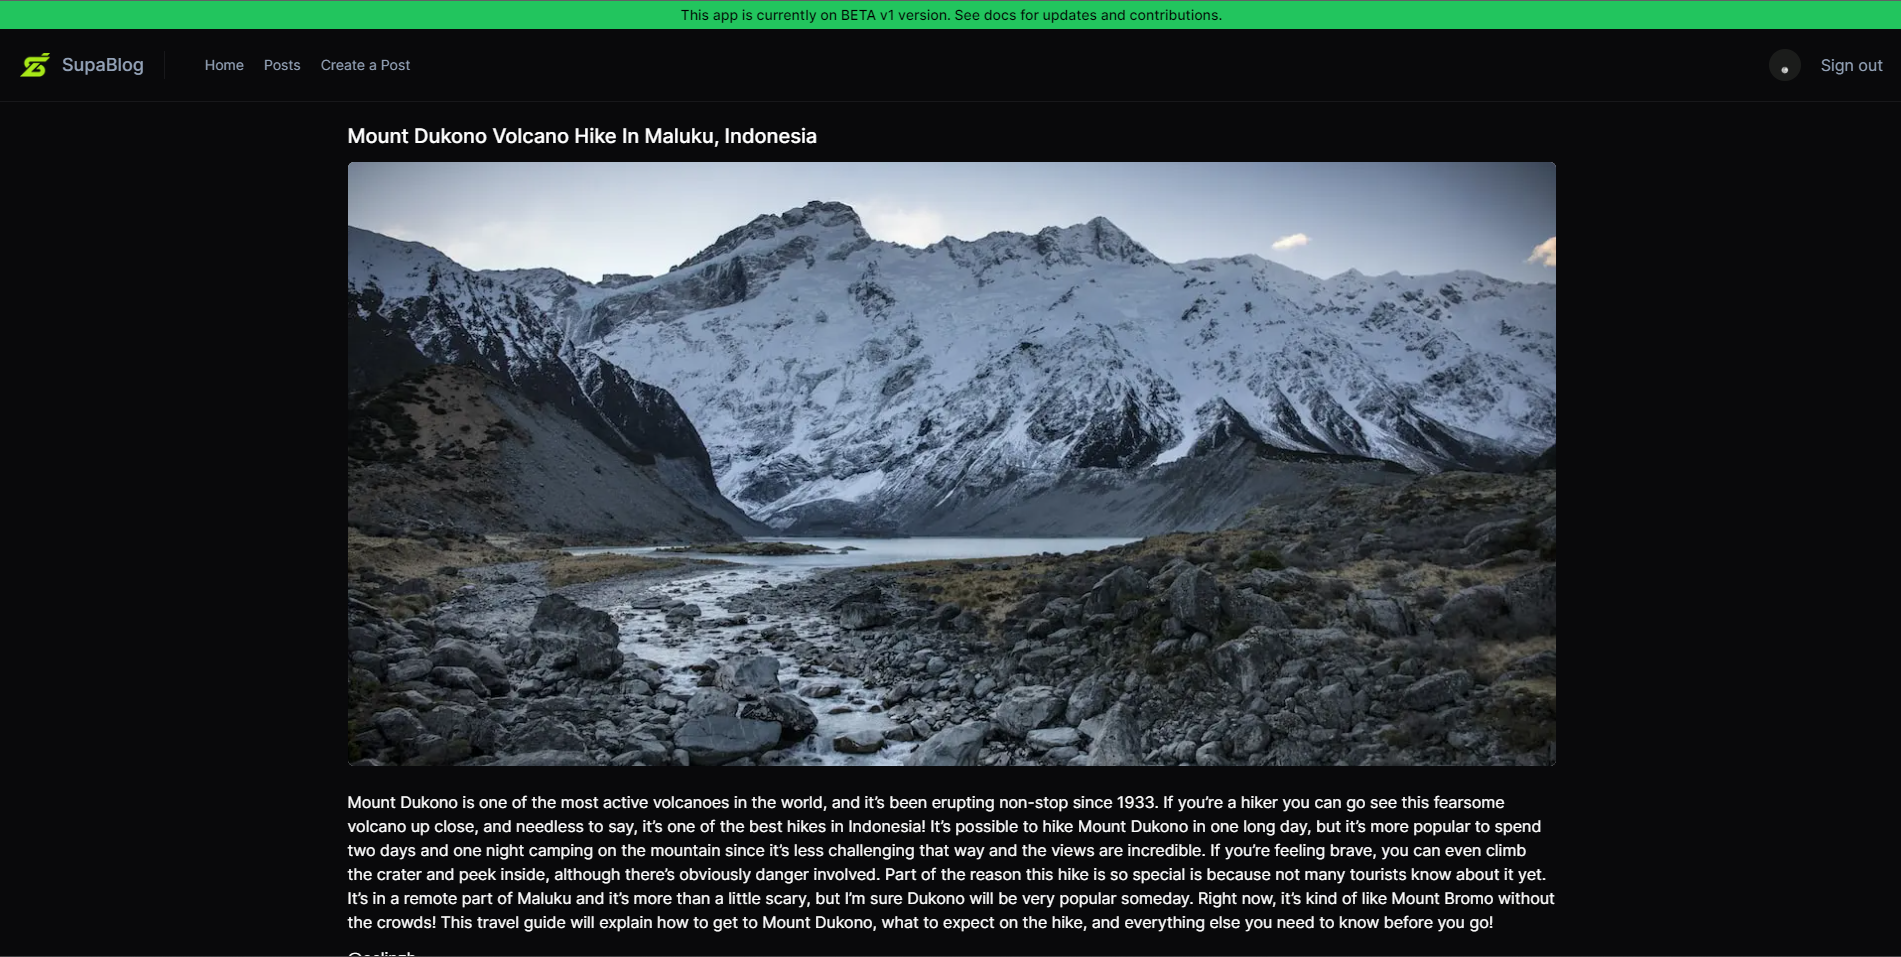 This app is currently on BETA v1 version. See docs for updates and contributions.
SupaBlog
Home
Posts
Create a Post
Sign out
Mount Dukono Volcano Hike In Maluku, Indonesia
Mount Dukono is one of the most active volcanoes in the world, and it’s been erupting non-stop since 1933. If you’re a hiker you can go see this fearsome
volcano up close, and needless to say, it’s one of the best hikes in Indonesia! It’s possible to hike Mount Dukono in one long day, but it’s more popular to spend
two days and one night camping on the mountain since it’s less challenging that way and the views are incredible. If you’re feeling brave, you can even climb
the crater and peek inside, although there’s obviously danger involved. Part of the reason this hike is so special is because not many tourists know about it yet.
It’s in a remote part of Maluku and it’s more than a little scary, but I’m sure Dukono will be very popular someday. Right now, it’s kind of like Mount Bromo without
the crowds! This travel guide will explain how to get to Mount Dukono, what to expect on the hike, and everything else you need to know before you go!